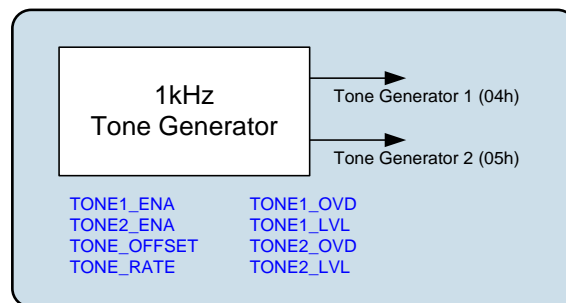 1kHz
Tone Generator
Tone Generator 1 (04h)
Tone Generator 2 (05h)
TONE1_ENA
TONE2_ENA
TONE_OFFSET
TONE_RATE
TONE1_OVD
TONE1_LVL
TONE2_OVD
TONE2_LVL